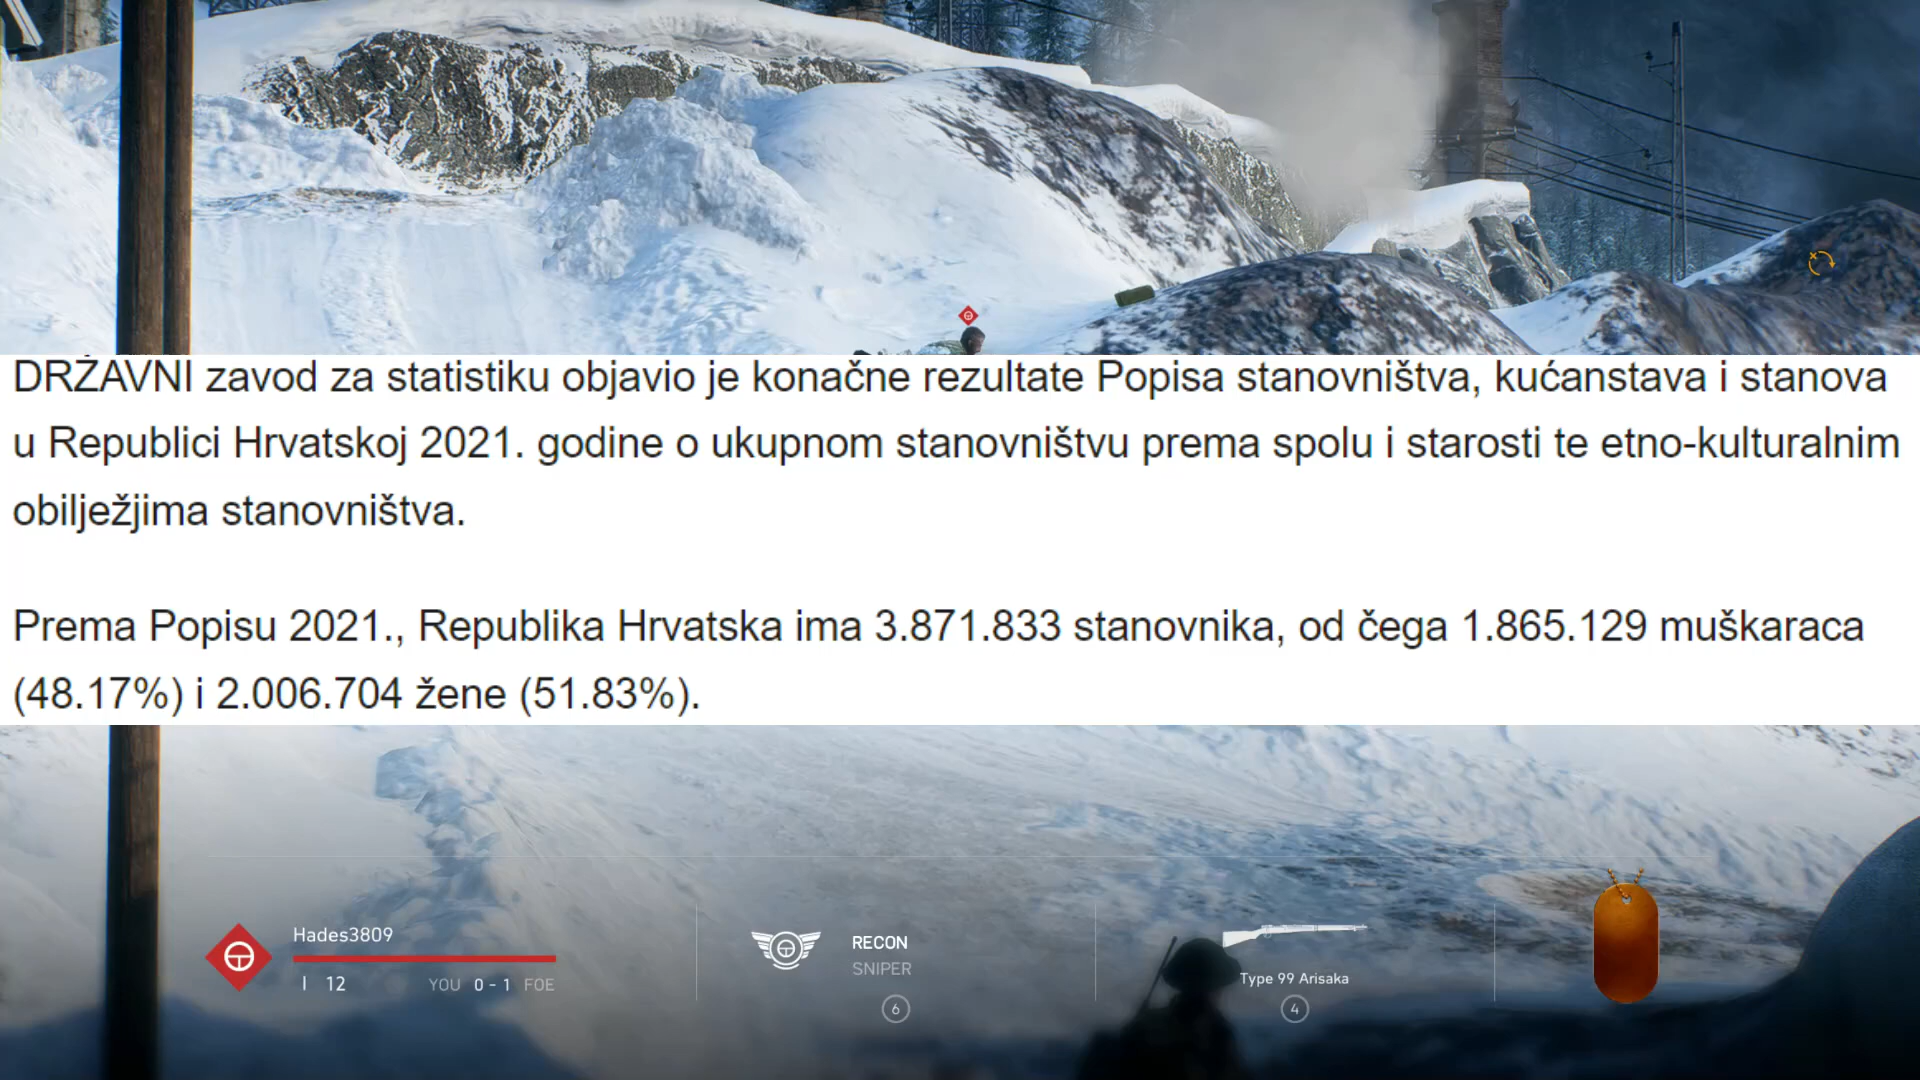 DRŽAVNI zavod za statistiku objavio je konačne rezultate Popisa stanovništva, kućanstava i stanova
u Republici Hrvatskoj 2021. godine o ukupnom stanovništvu prema spolu i starosti te etno-kulturalnim
obilježjima stanovništva.
Prema Popisu 2021., Republika Hrvatska ima 3.871.833 stanovnika, od čega 1.865.129 muškaraca
(48.17%) i 2.006.704 žene (51.83%).
Hades3809
I 12 YOU 0 - 1 FOE
RECON
SNIPER
6
Type 99 Arisaka
4